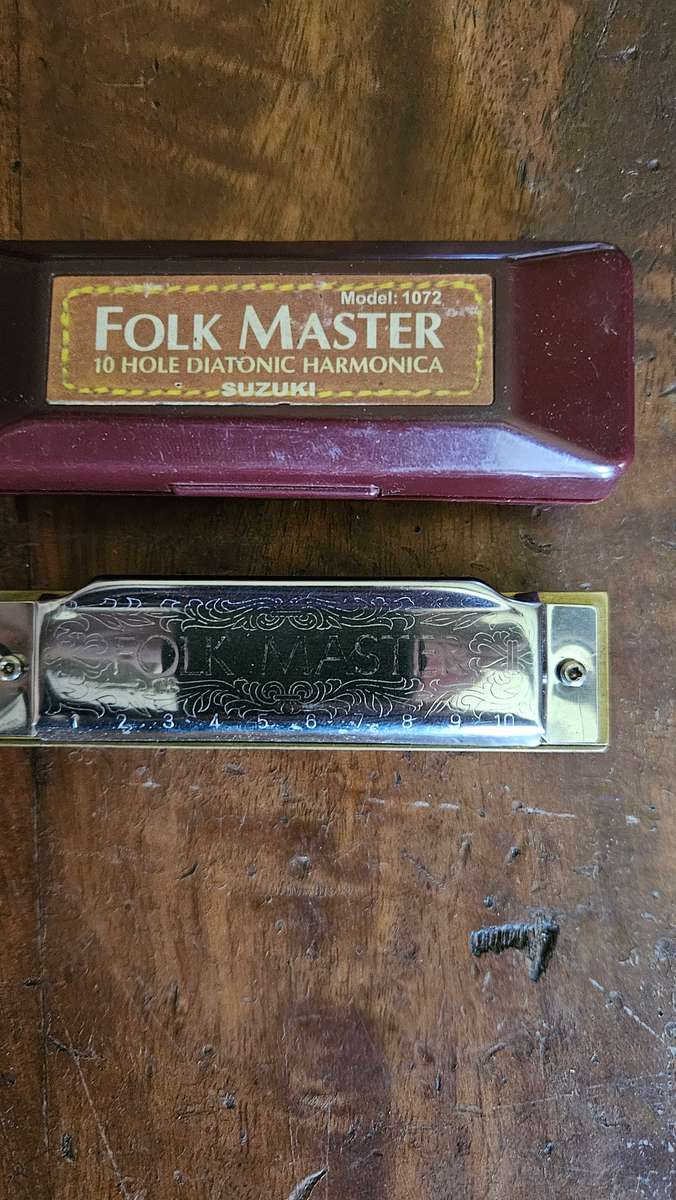 Model: 1072
FOLK MASTER
10 HOLE DIATONIC HARMONICA
SUZUKI
FOLK MASTER II
1 2 3 4 5 6 7 8 9 10